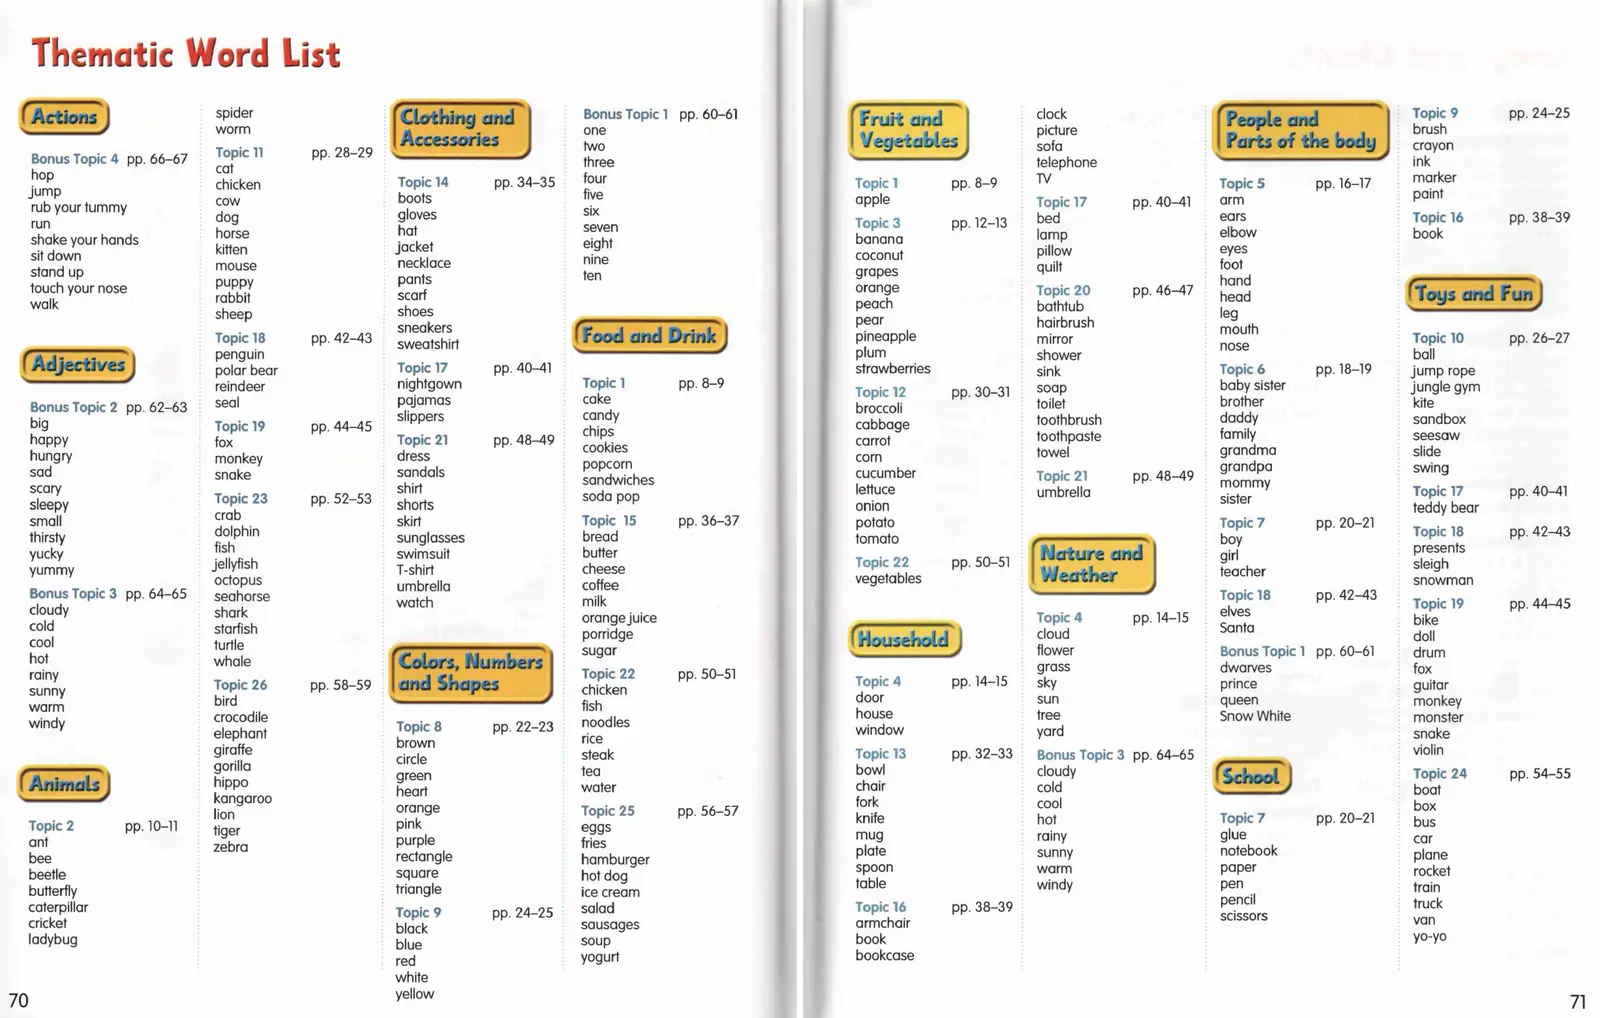 Thematic Word List
Actions
Bonus Topic 4 pp. 66–67
hop
jump
rub your tummy
run
shake your hands
sit down
stand up
touch your nose
walk
Adjectives
Bonus Topic 2 pp. 62–63
big
happy
hungry
sad
scary
sleepy
small
thirsty
yucky
yummy
Bonus Topic 3 pp. 64–65
cloudy
cold
cool
hot
rainy
sunny
warm
windy
Animals
Topic 2 pp. 10–11
ant
bee
beetle
butterfly
caterpillar
cricket
ladybug
spider
worm
Topic 11 pp. 28–29
cat
chicken
cow
dog
horse
kitten
mouse
puppy
rabbit
sheep
Topic 18 pp. 42–43
penguin
polar bear
reindeer
seal
Topic 19 pp. 44–45
fox
monkey
snake
Topic 23 pp. 52–53
crab
dolphin
fish
jellyfish
octopus
seahorse
shark
starfish
turtle
whale
Topic 26 pp. 58–59
bird
crocodile
elephant
giraffe
gorilla
hippo
kangaroo
lion
tiger
zebra
Clothing and
Accessories
Topic 14 pp. 34–35
boots
gloves
hat
jacket
necklace
pants
scarf
shoes
sneakers
sweatshirt
Topic 17 pp. 40–41
nightgown
pajamas
slippers
Topic 21 pp. 48–49
dress
sandals
shirt
shorts
skirt
sunglasses
swimsuit
T-shirt
umbrella
watch
Colors, Numbers
and Shapes
Topic 8 pp. 22–23
brown
circle
green
heart
orange
pink
purple
rectangle
square
triangle
Topic 9 pp. 24–25
black
blue
red
white
yellow
Bonus Topic 1 pp. 60–61
one
two
three
four
five
six
seven
eight
nine
ten
Food and Drink
Topic 1 pp. 8–9
cake
candy
chips
cookies
popcorn
sandwiches
soda pop
Topic 15 pp. 36–37
bread
butter
cheese
coffee
milk
orange juice
porridge
sugar
Topic 22 pp. 50–51
chicken
fish
noodles
rice
steak
tea
water
Topic 25 pp. 56–57
eggs
fries
hamburger
hot dog
ice cream
salad
sausages
soup
yogurt
70
Fruit and
Vegetables
Topic 1 pp. 8–9
apple
Topic 3 pp. 12–13
banana
coconut
grapes
orange
peach
pear
pineapple
plum
strawberries
Topic 12 pp. 30–31
broccoli
cabbage
carrot
corn
cucumber
lettuce
onion
potato
tomato
Topic 22 pp. 50–51
vegetables
Household
Topic 4 pp. 14–15
door
house
window
Topic 13 pp. 32–33
bowl
chair
fork
knife
mug
plate
spoon
table
Topic 16 pp. 38–39
armchair
book
bookcase
clock
picture
sofa
telephone
TV
Topic 17 pp. 40–41
bed
lamp
pillow
quilt
Topic 20 pp. 46–47
bathtub
hairbrush
mirror
shower
sink
soap
toilet
toothbrush
toothpaste
towel
Topic 21 pp. 48–49
umbrella
Nature and
Weather
Topic 4 pp. 14–15
cloud
flower
grass
sky
sun
tree
yard
Bonus Topic 3 pp. 64–65
cloudy
cold
cool
hot
rainy
sunny
warm
windy
People and
Parts of the body
Topic 5 pp. 16–17
arm
ears
elbow
eyes
foot
hand
head
leg
mouth
nose
Topic 6 pp. 18–19
baby sister
brother
daddy
family
grandma
grandpa
mommy
sister
Topic 7 pp. 20–21
boy
girl
teacher
Topic 18 pp. 42–43
elves
Santa
Bonus Topic 1 pp. 60–61
dwarves
prince
queen
Snow White
School
Topic 7 pp. 20–21
glue
notebook
paper
pen
pencil
scissors
Topic 9 pp. 24–25
brush
crayon
ink
marker
paint
Topic 16 pp. 38–39
book
Toys and Fun
Topic 10 pp. 26–27
ball
jump rope
jungle gym
kite
sandbox
seesaw
slide
swing
Topic 17 pp. 40–41
teddy bear
Topic 18 pp. 42–43
presents
sleigh
snowman
Topic 19 pp. 44–45
bike
doll
drum
fox
guitar
monkey
monster
snake
violin
Topic 24 pp. 54–55
boat
box
bus
car
plane
rocket
train
truck
van
yo-yo
71